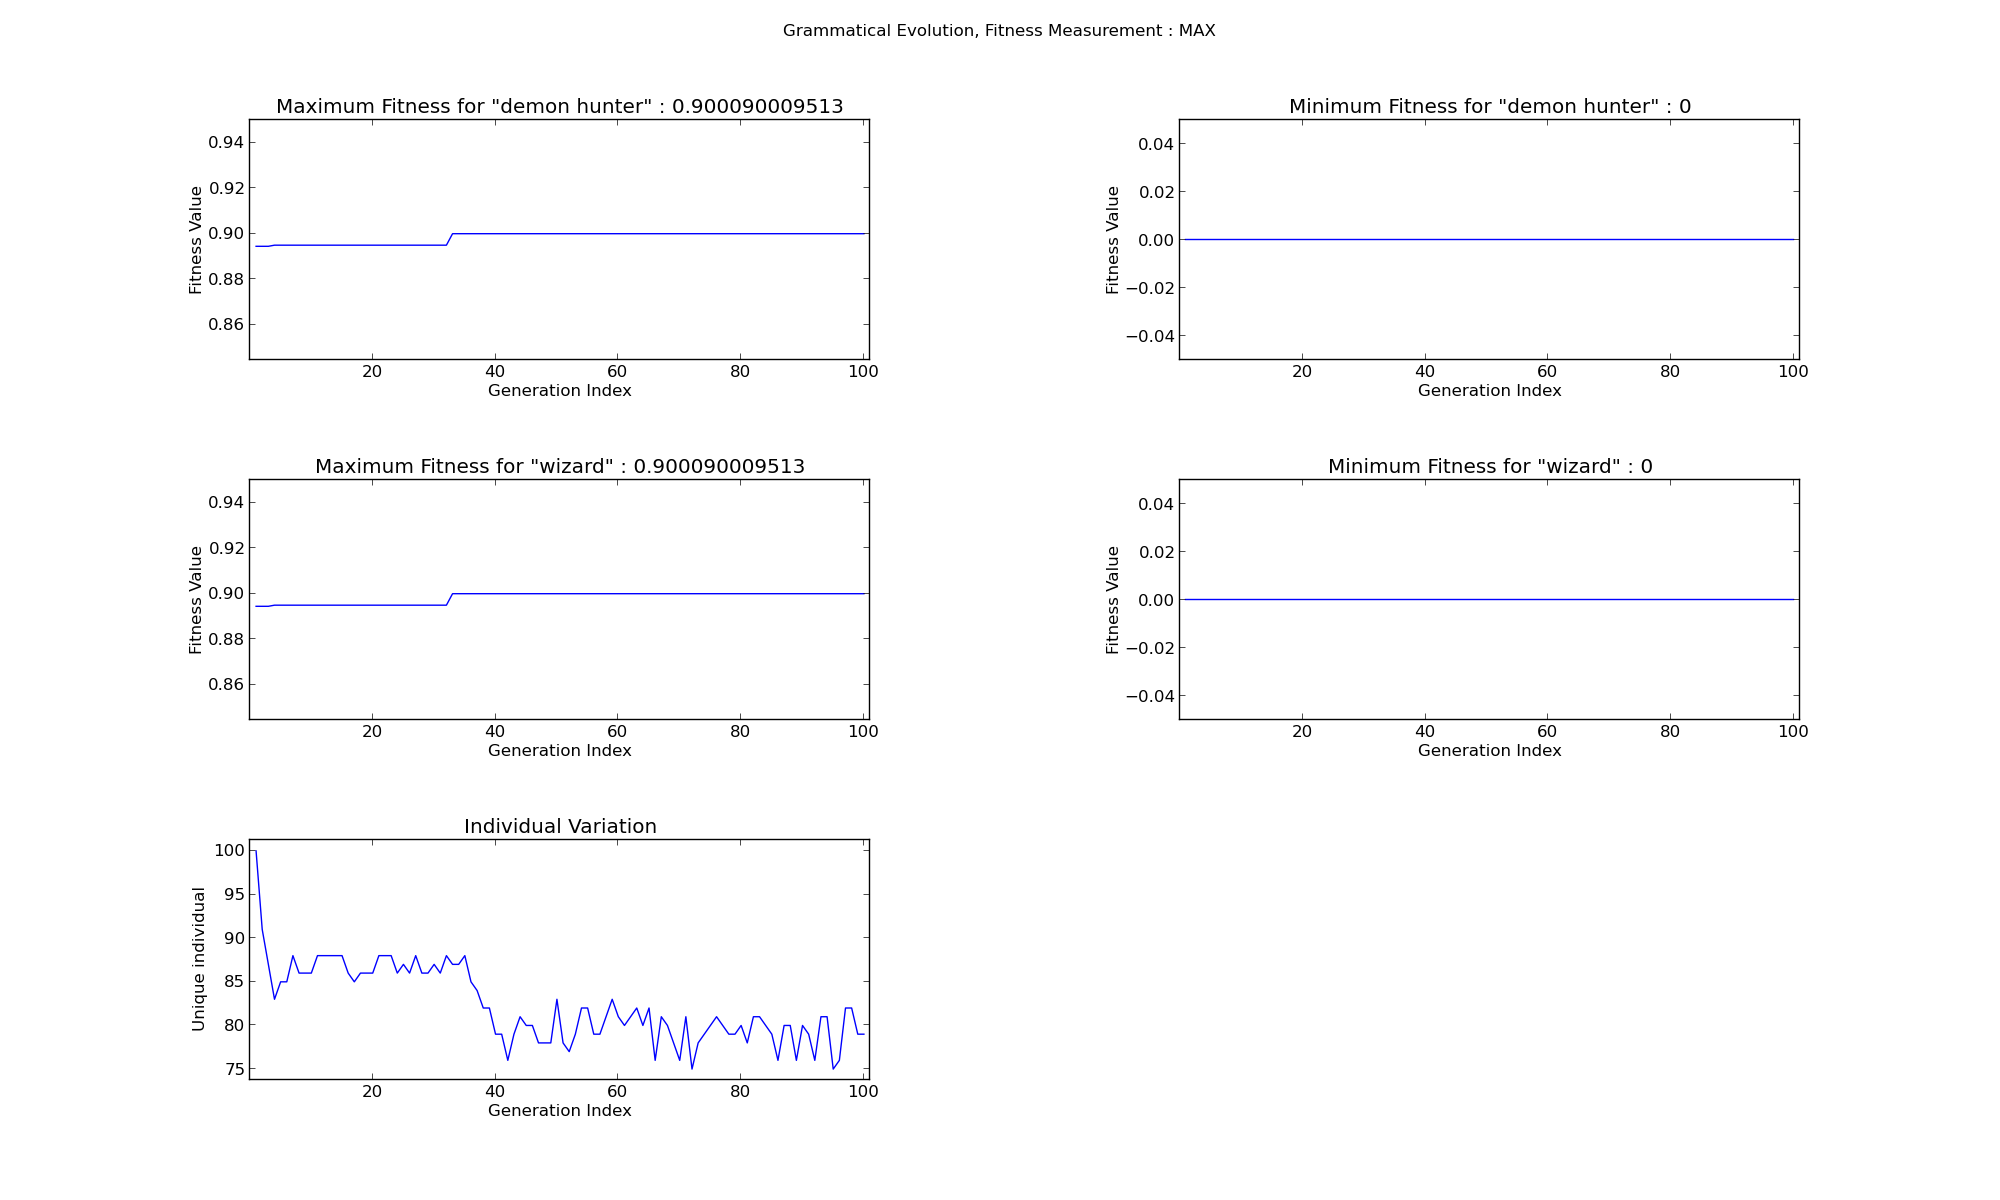 Grammatical Evolution, Fitness Measurement : MAX
Maximum Fitness for "demon hunter" : 0.900090009513
0.94
0.92
0.90
0.88
0.86
Fitness Value
20 40 60 80 100
Generation Index
Minimum Fitness for "demon hunter" : 0
0.04
0.02
0.00
−0.02
−0.04
Fitness Value
20 40 60 80 100
Generation Index
Maximum Fitness for "wizard" : 0.900090009513
0.94
0.92
0.90
0.88
0.86
Fitness Value
20 40 60 80 100
Generation Index
Minimum Fitness for "wizard" : 0
0.04
0.02
0.00
−0.02
−0.04
Fitness Value
20 40 60 80 100
Generation Index
Individual Variation
100
95
90
85
80
75
Unique individual
20 40 60 80 100
Generation Index